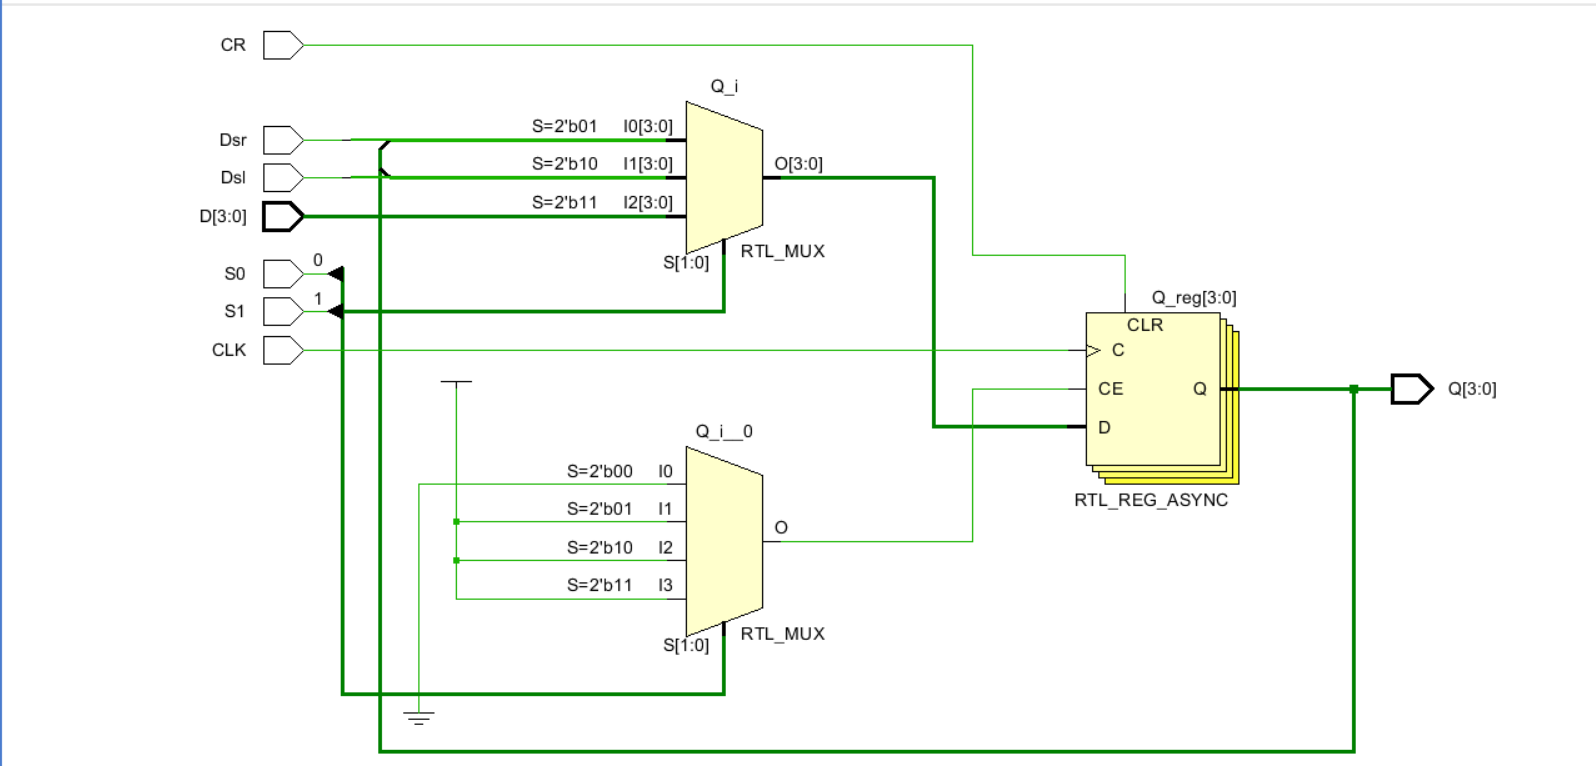 CR
Q_i
Dsr
S=2'b01 I0[3:0]
Dsl
S=2'b10 I1[3:0]
O[3:0]
D[3:0]
S=2'b11 I2[3:0]
S[1:0]
RTL_MUX
S0
0
S1
1
CLK
Q_reg[3:0]
CLR
C
CE
Q
D
Q[3:0]
RTL_REG_ASYNC
Q_i__0
S=2'b00 I0
S=2'b01 I1
S=2'b10 I2
S=2'b11 I3
O
S[1:0]
RTL_MUX